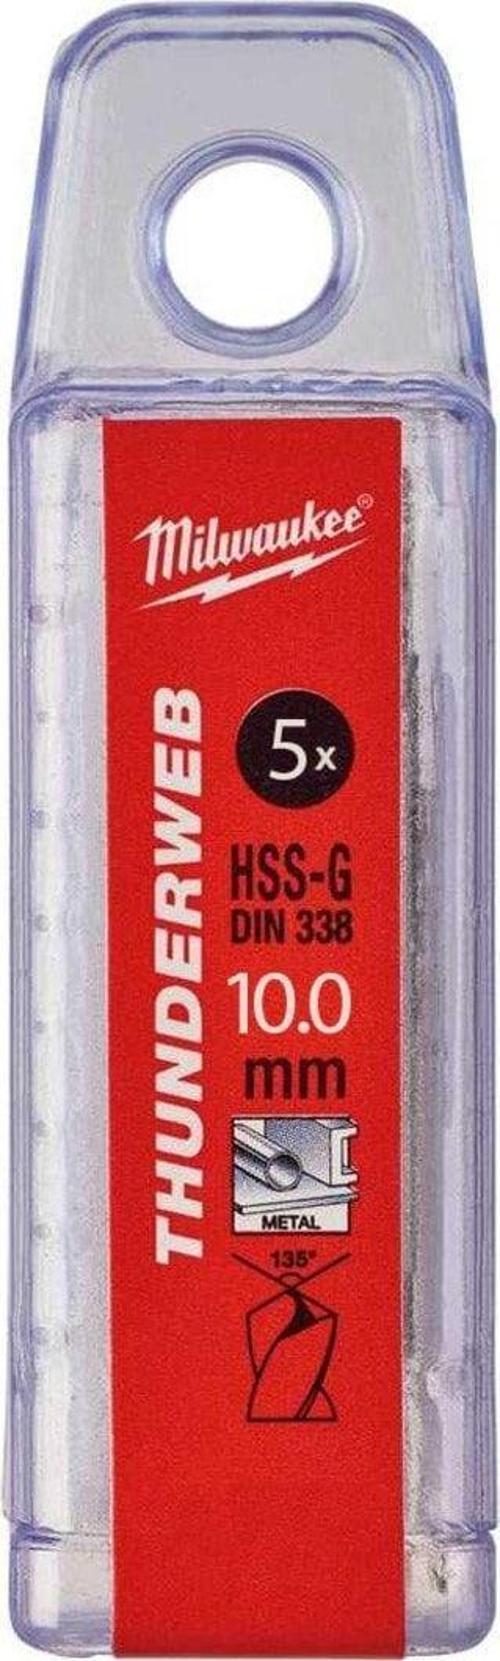 Milwaukee®
THUNDERWEB
5x
HSS-G
DIN 338
10.0
mm
METAL
135°